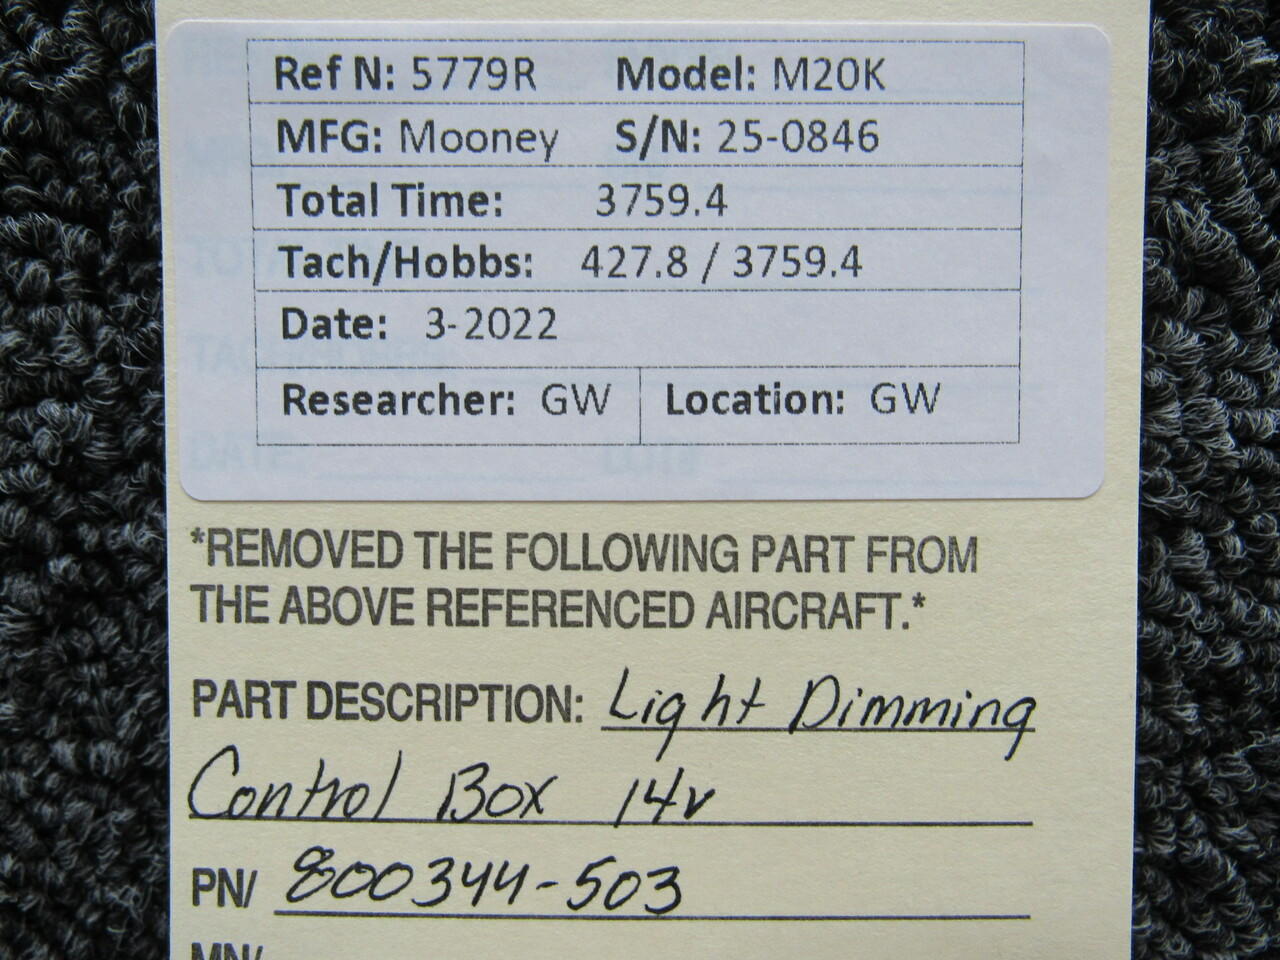 Ref N: 5779R Model: M20K
MFG: Mooney S/N: 25-0846
Total Time: 3759.4
Tach/Hobbs: 427.8 / 3759.4
Date: 3-2022
Researcher: GW Location: GW
*REMOVED THE FOLLOWING PART FROM
THE ABOVE REFERENCED AIRCRAFT.*
PART DESCRIPTION: Light Dimming
Control Box 14v
PN/ 800344-503
MN/